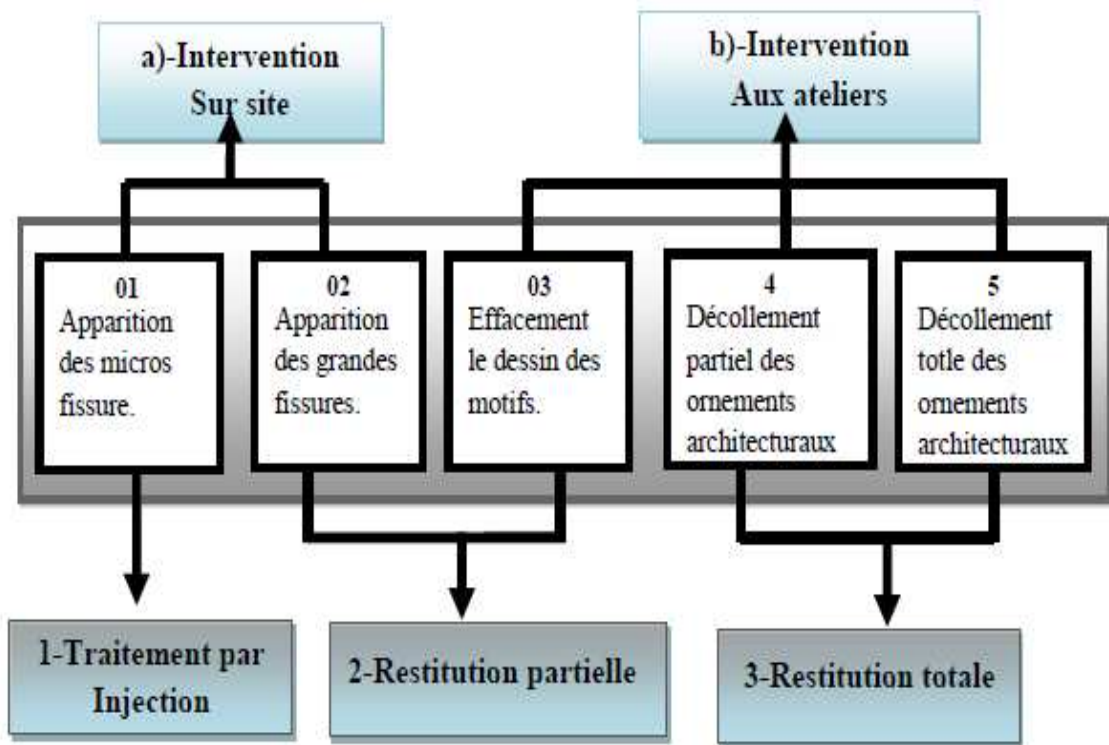 a)-Intervention
Sur site
b)-Intervention
Aux ateliers
01
Apparition
des micros
fissure.
02
Apparition
des grandes
fissures.
03
Effacement
le dessin des
motifs.
4
Décollement
partiel des
ornements
architecturaux
5
Décollement
totle des
ornements
architecturaux
1-Traitement par
Injection
2-Restitution partielle
3-Restitution totale